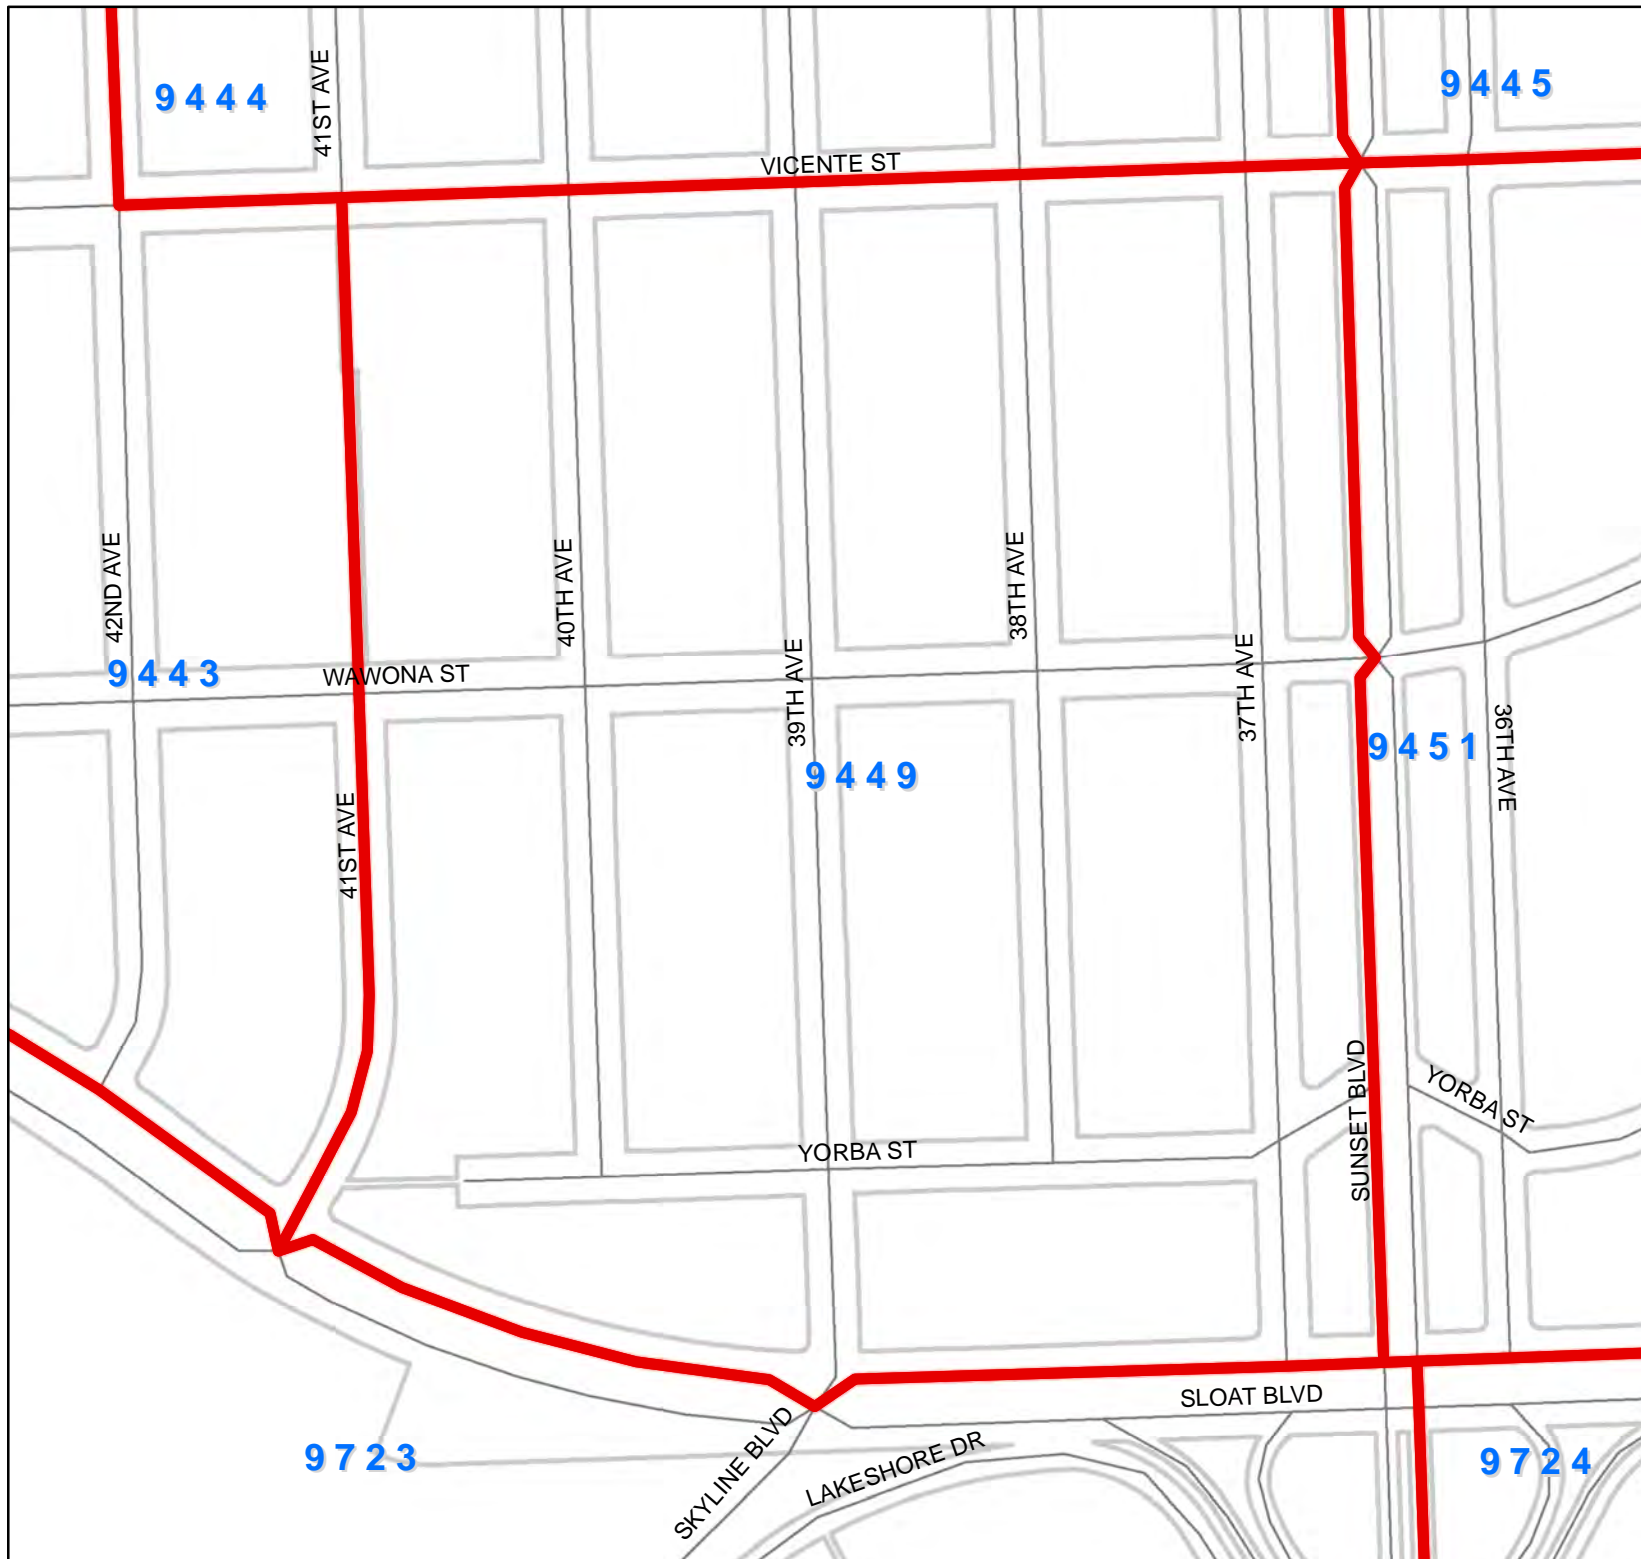 9444
41ST AVE
9445
VICENTE ST
42ND AVE
40TH AVE
38TH AVE
9443
WAWONA ST
39TH AVE
37TH AVE
36TH AVE
9449
9451
41ST AVE
SUNSET BLVD
YORBA ST
YORBA ST
SLOAT BLVD
SKYLINE BLVD
LAKESHORE DR
9723
9724